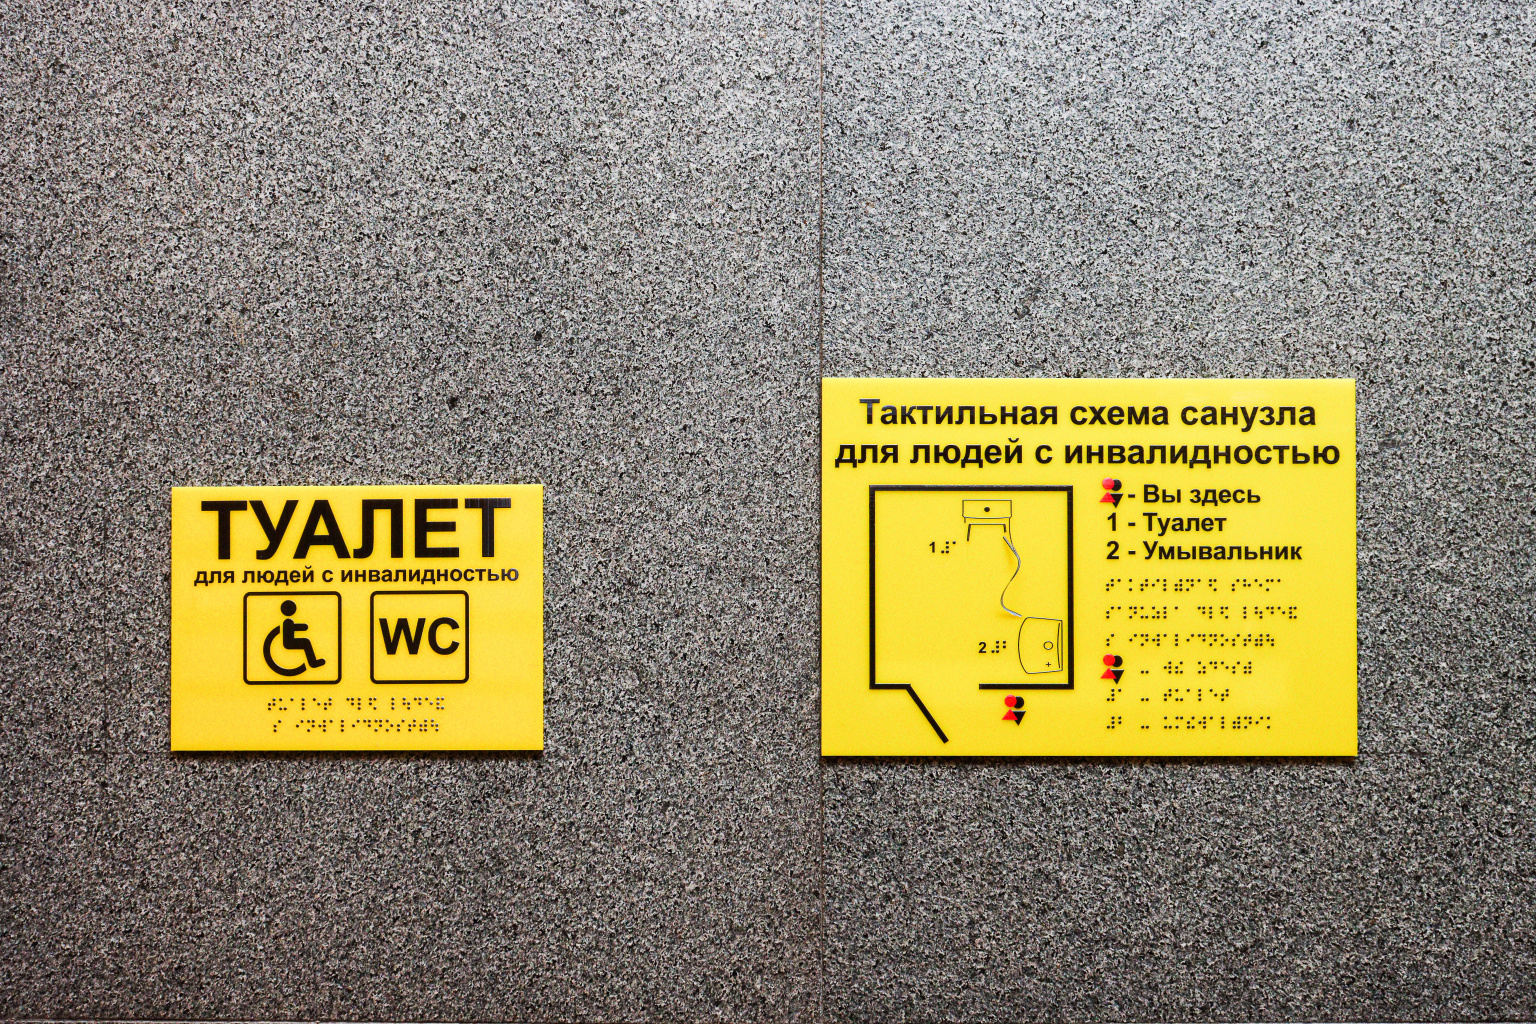 ТУАЛЕТ
для людей с инвалидностью
WC
Тактильная схема санузла
для людей с инвалидностью
- Вы здесь
1 - Туалет
2 - Умывальник
1
2